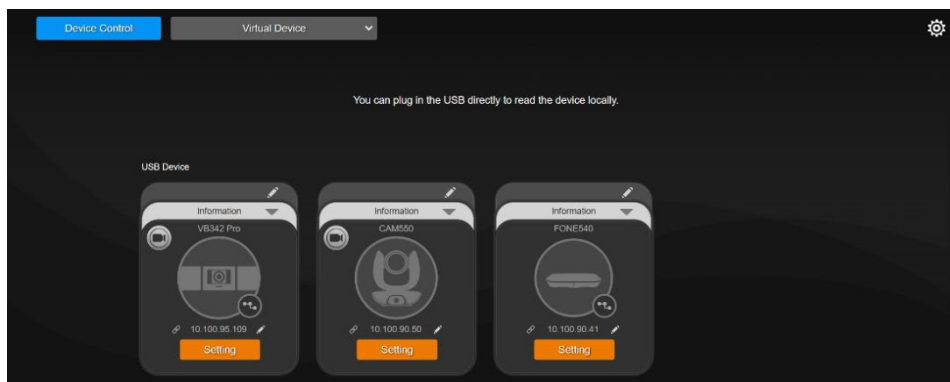 Device Control
Virtual Device
You can plug in the USB directly to read the device locally.
USB Device
Information
VB342 Pro
10.100.95.109
Setting
Information
CAM550
10.100.90.50
Setting
Information
FONE540
10.100.90.41
Setting